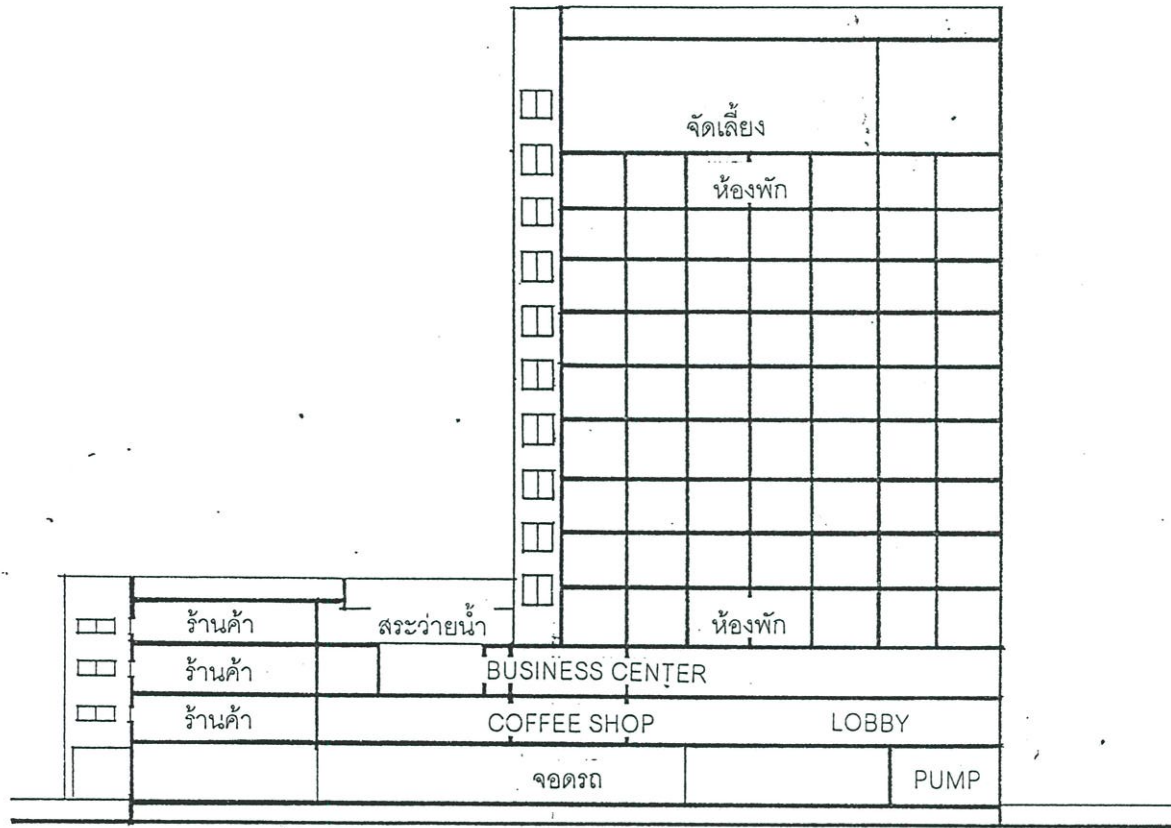 จัดเลี้ยง
ห้องพัก
ร้านค้า สระว่ายน้ำ ห้องพัก
ร้านค้า BUSINESS CENTER
ร้านค้า COFFEE SHOP LOBBY
จอดรถ PUMP